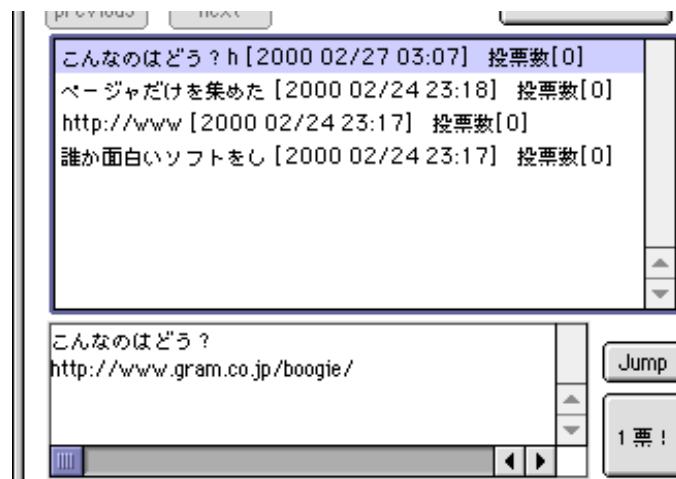 previous next
こんなのはどう？h [2000 02/27 03:07] 投票数[0]
ページャだけを集めた [2000 02/24 23:18] 投票数[0]
http://www [2000 02/24 23:17] 投票数[0]
誰か面白いソフトをし [2000 02/24 23:17] 投票数[0]
こんなのはどう？
http://www.gram.co.jp/boogie/
Jump
1票！